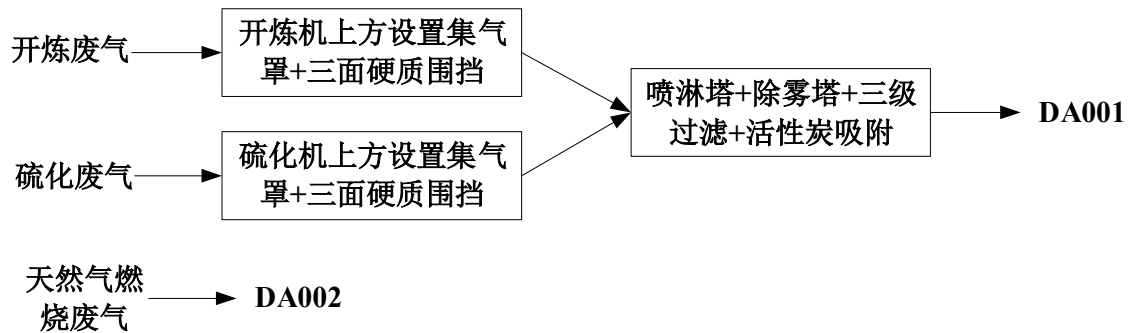 开炼废气
开炼机上方设置集气
罩+三面硬质围挡
硫化废气
硫化机上方设置集气
罩+三面硬质围挡
喷淋塔+除雾塔+三级
过滤+活性炭吸附
DA001
天然气燃
烧废气
DA002